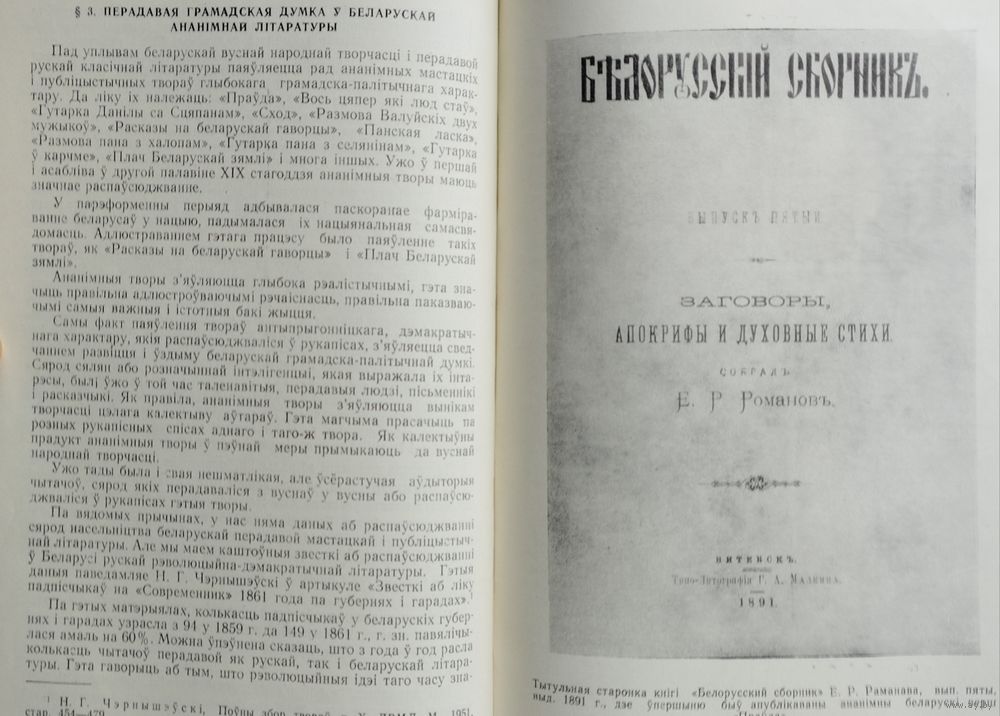 § 3. ПЕРАДАВАЯ ГРАМАДСКАЯ ДУМКА Ў БЕЛАРУСКАЙ
АНАНІМНАЙ ЛІТАРАТУРЫ
Пад уплывам беларускай вуснай народнай творчасці і перадавой
рускай класічнай літаратуры паяўляецца рад ананімных мастацкіх
і публіцыстычных твораў глыбокага грамадска-палітычнага харак-
тару. Да ліку іх належаць: «Праўда», «Вось цяпер які люд стаў»,
«Гутарка Данілы са Сцяпанам», «Сход», «Размова Валуйскіх двух
мужыкоў», «Расказы на беларускай гаворцы», «Панская ласка»,
«Размова пана з халопам», «Гутарка пана з селянінам», «Гутарка
ў карчме», «Плач Беларускай зямлі» і многа іншых. Ужо ў першай
і асабліва ў другой палавіне XIX стагоддзя ананімныя творы маюць
значнае распаўсюджванне.
У парэформенны перыяд адбывалася паскоранае фарміра-
ванне беларусаў у нацыю, падымалася іх нацыянальная самасвя-
домасць. Адлюстраваннем гэтага працэсу было паяўленне такіх
твораў, як «Расказы на беларускай гаворцы» і «Плач Беларускай
зямлі».
Ананімныя творы з'яўляюцца глыбока рэалістычнымі, гэта зна-
чыць правільна адлюстроўваючымі рэчаіснасць, правільна паказваю-
чымі самыя важныя і істотныя бакі жыцця.
Самы факт паяўлення твораў антыпрыгонніцкага, дэмакратыч-
нага характару, якія распаўсюджваліся ў рукапісах, з'яўляецца свед-
чаннем развіцця і ўздыму беларускай грамадска-палітычнай думкі.
Сярод сялян або розначыннай інтэлігенцыі, якая выражала іх інтa-
рэсы, былі ўжо ў той час таленавітыя, перадавыя людзі, пісьменнікі
і расказчыкі. Як правіла, ананімныя творы з'яўляюцца вынікам
творчасці цэлага калектыву аўтараў. Гэта магчыма прасачыць па
розных рукапісных спісах аднаго і таго-ж твора. Як калектыўны
прадукт ананімныя творы ў пэўнай меры прымыкаюць да вуснай
народнай творчасці.
Ужо тады была і свая нешматлікая, але ўсёрастучая аўдыторыя
чытачоў, сярод якіх перадаваліся з вуснаў у вусны або распаўсю-
джваліся ў рукапісах гэтыя творы.
Па вядомых прычынах, у нас няма даных аб распаўсюджванні
сярод насельніцтва беларускай перадавой мастацкай і публіцыстыч-
най літаратуры. Але мы маем каштоўныя звесткі аб распаўсюджванні
ў Беларусі рускай рэволюцыйна-дэмакратычнай літаратуры. Гэтыя
даныя паведамляе Н. Г. Чэрнышэўскі ў артыкуле «Звесткі аб ліку
падпісчыкаў на «Современник» 1861 года па губернях і гарадах».¹
Па гэтых матэрыялах, колькасць падпісчыкаў у беларускіх губер-
нях і гарадах узрасла з 94 у 1859 г. да 149 у 1861 г., г. зн. павялічы-
лася амаль на 60%. Можна ўпэўнена сказаць, што з года ў год расла
колькасць чытачоў перадавой як рускай, так і беларускай літара-
туры. Гэта гаворыць аб тым, што рэволюцыйныя ідэі таго часу зна-
¹ Н. Г. Чэрнышэўскі, Поўны збор твораў
стар. 454—479.
БѢЛОРУССКІЙ СБОРНИКЪ.
ВЫПУСКЪ ПЯТЫЙ
ЗАГОВОРЫ,
АПОКРИФЫ И ДУХОВНЫЕ СТИХИ.
СОБРАЛЪ
Е. Р. РОМАНОВЪ.
ВИТЕБСКЪ.
Типо-Литографія Г. А. Малкина.
1891.
Тытульная старонка кнігі «Белорусский сборник» Е. Р. Раманава, вып. пяты,
выд. 1891 г., дзе ўпершыню быў апублікаваны ананімны беларускі